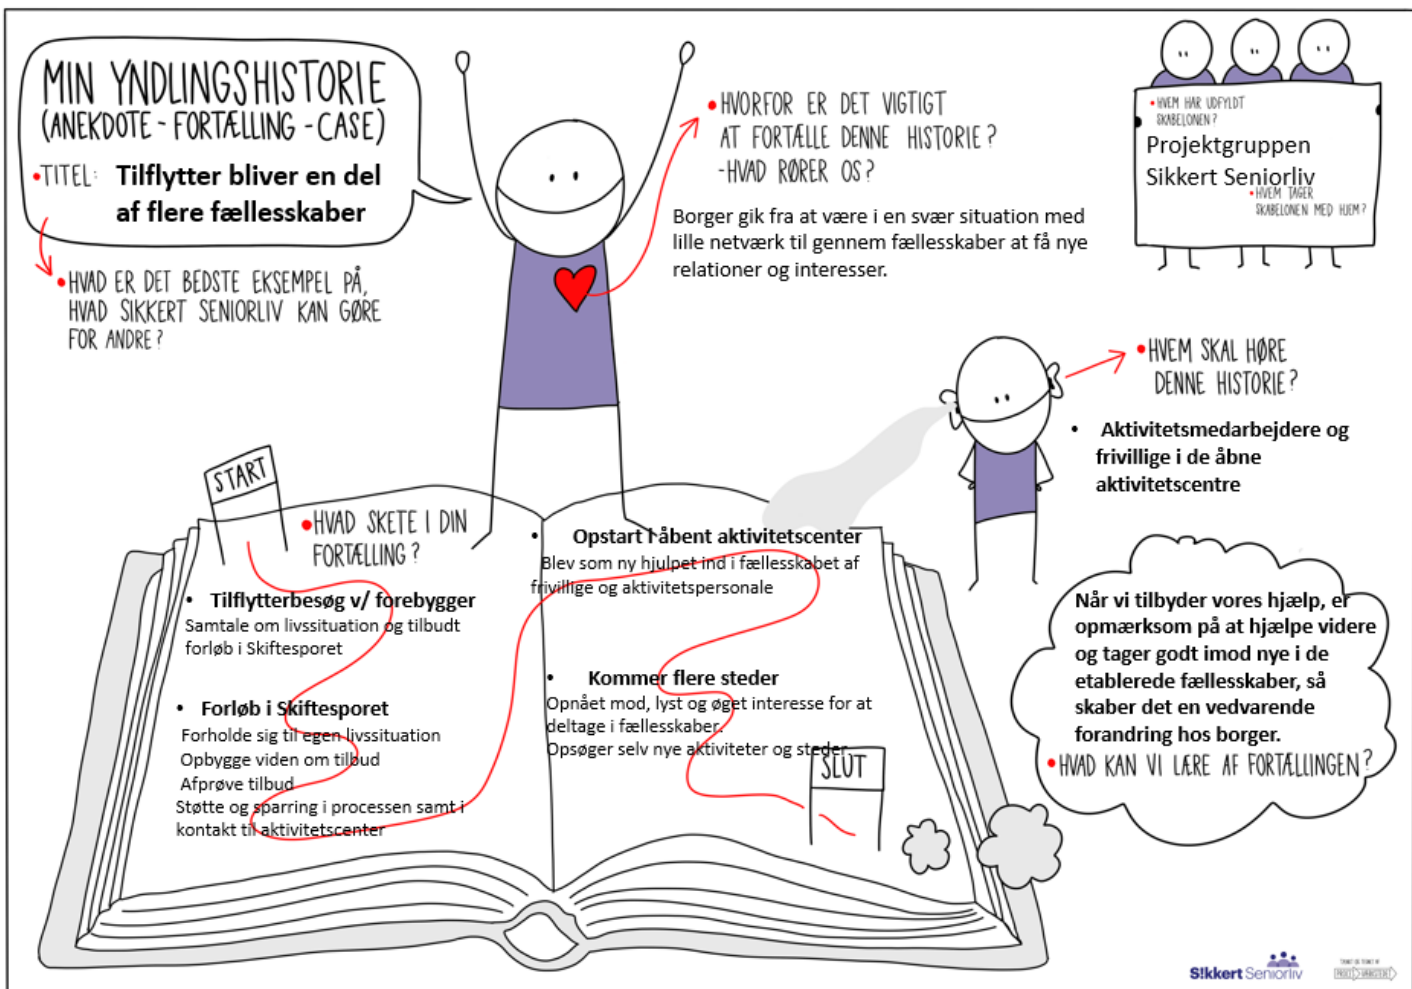 MIN YNDLINGSHISTORIE
(ANEKDOTE - FORTÆLLING - CASE)
•TITEL: Tilflytter bliver en del
af flere fællesskaber
•HVAD ER DET BEDSTE EKSEMPEL PÅ,
HVAD SIKKERT SENIORLIV KAN GØRE
FOR ANDRE?
•HVORFOR ER DET VIGTIGT
AT FORTÆLLE DENNE HISTORIE?
-HVAD RØRER OS?
Borger gik fra at være i en svær situation med
lille netværk til gennem fællesskaber at få nye
relationer og interesser.
•HVEM HAR UDFYLDT
SKABELONEN?
Projektgruppen
Sikkert Seniorliv
•HVEM TAGER
SKABELONEN MED HJEM?
•HVEM SKAL HØRE
DENNE HISTORIE?
• Aktivitetsmedarbejdere og
frivillige i de åbne
aktivitetscentre
START
•HVAD SKETE I DIN
FORTÆLLING?
• Tilflytterbesøg v/ forebygger
Samtale om livssituation og tilbudt
forløb i Skiftesporet
• Forløb i Skiftesporet
Forholde sig til egen livssituation
Opbygge viden om tilbud
Afprøve tilbud
Støtte og sparring i processen samt i
kontakt til aktivitetscenter
• Opstart i åbent aktivitetscenter
Blev som ny hjulpet ind i fællesskabet af
frivillige og aktivitetspersonale
• Kommer flere steder
Opnået mod, lyst og øget interesse for at
deltage i fællesskaber.
Opsøger selv nye aktiviteter og steder.
SLUT
Når vi tilbyder vores hjælp, er
opmærksom på at hjælpe videre
og tager godt imod nye i de
etablerede fællesskaber, så
skaber det en vedvarende
forandring hos borger.
•HVAD KAN VI LÆRE AF FORTÆLLINGEN?
S!kkert Seniorliv